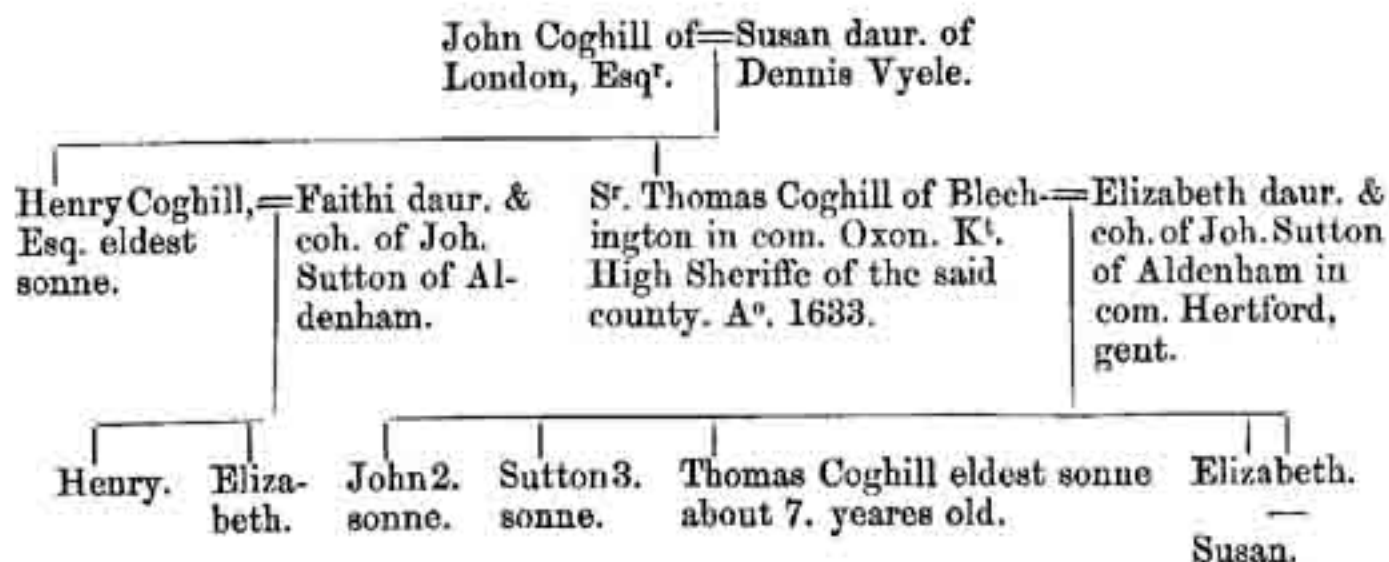 John Coghill of=Susan daur. of
London, Esqʳ. Dennis Vyele.
Henry Coghill,=Faithi daur. &
Esq. eldest coh. of Joh.
sonne. Sutton of Al-
denham.
Sʳ. Thomas Coghill of Blech-=Elizabeth daur. &
ington in com. Oxon. Kᵗ. coh. of Joh. Sutton
High Sheriffe of the said of Aldenham in
county. Aº. 1633. com. Hertford,
gent.
Henry.
Eliza-
beth.
John 2.
sonne.
Sutton 3.
sonne.
Thomas Coghill eldest sonne
about 7. yeares old.
Elizabeth.
—
Susan.